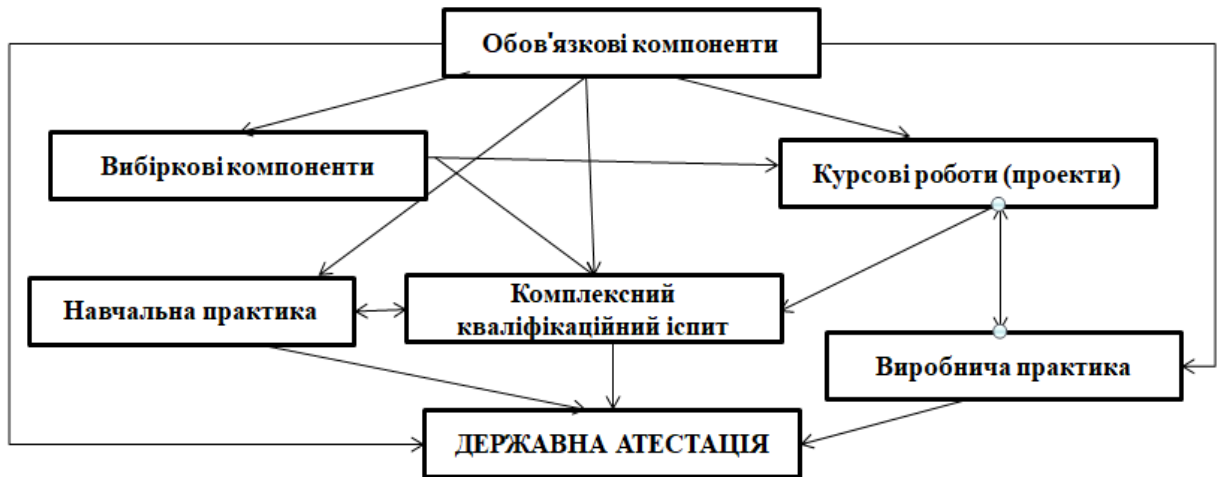 Обов'язкові компоненти
Вибіркові компоненти
Курсові роботи (проекти)
Навчальна практика
Комплексний
кваліфікаційний іспит
Виробнича практика
ДЕРЖАВНА АТЕСТАЦІЯ